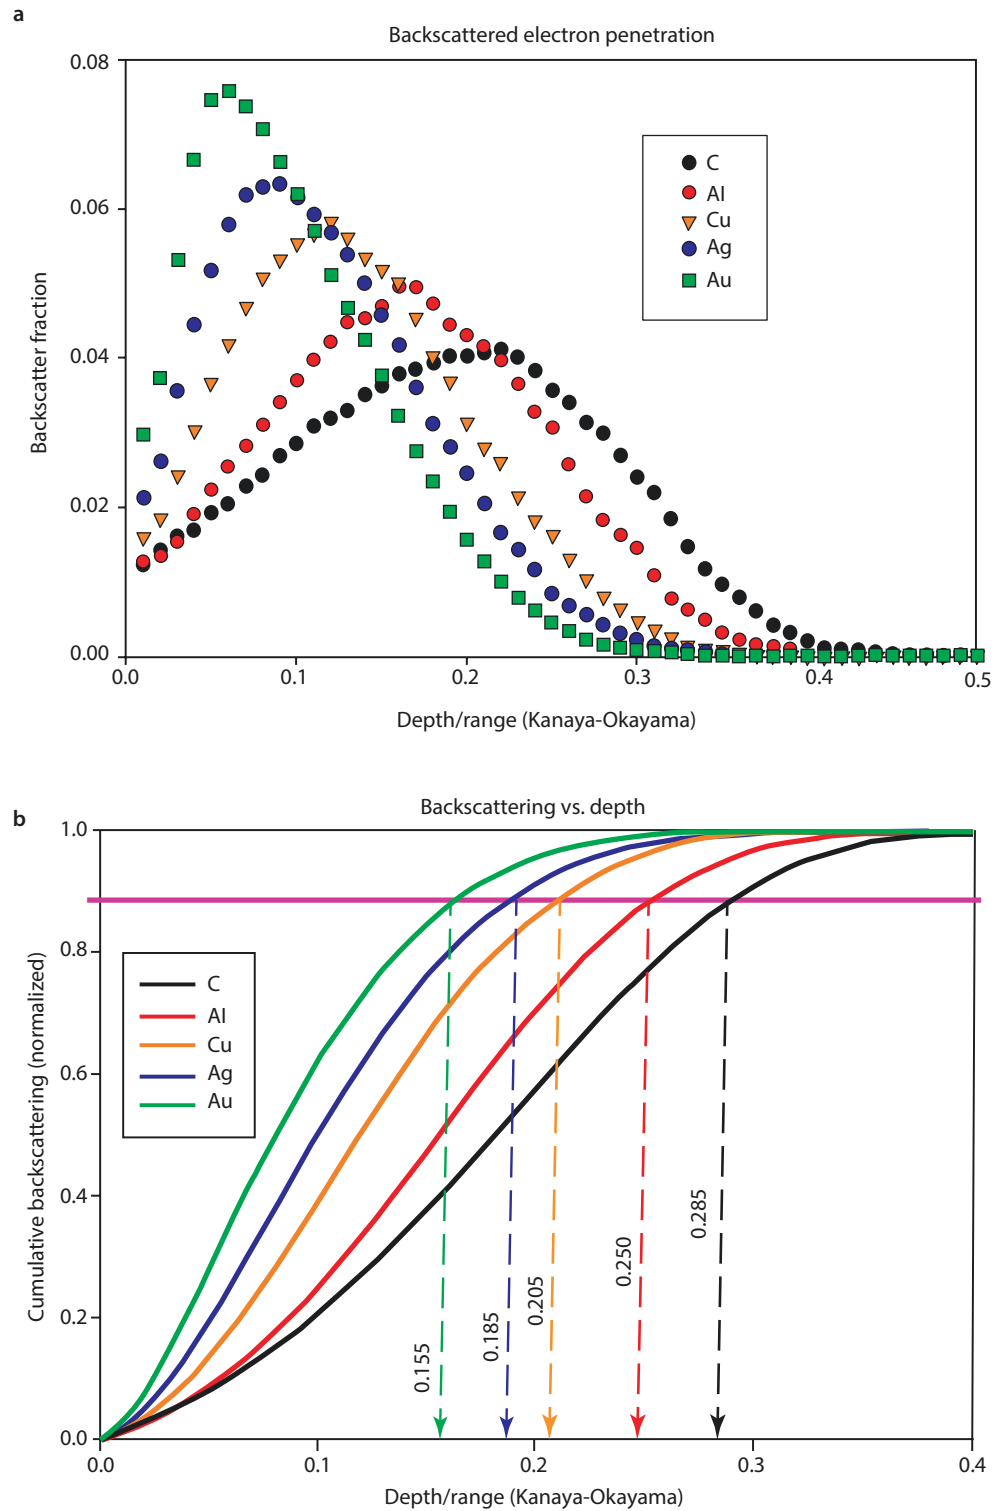 a
Backscattered electron penetration
0.08
0.06
0.04
0.02
0.00
Backscatter fraction
C
Al
Cu
Ag
Au
0.0 0.1 0.2 0.3 0.4 0.5
Depth/range (Kanaya-Okayama)
b
Backscattering vs. depth
1.0
0.8
0.6
0.4
0.2
0.0
Cumulative backscattering (normalized)
C
Al
Cu
Ag
Au
0.155
0.185
0.205
0.250
0.285
0.0 0.1 0.2 0.3 0.4
Depth/range (Kanaya-Okayama)